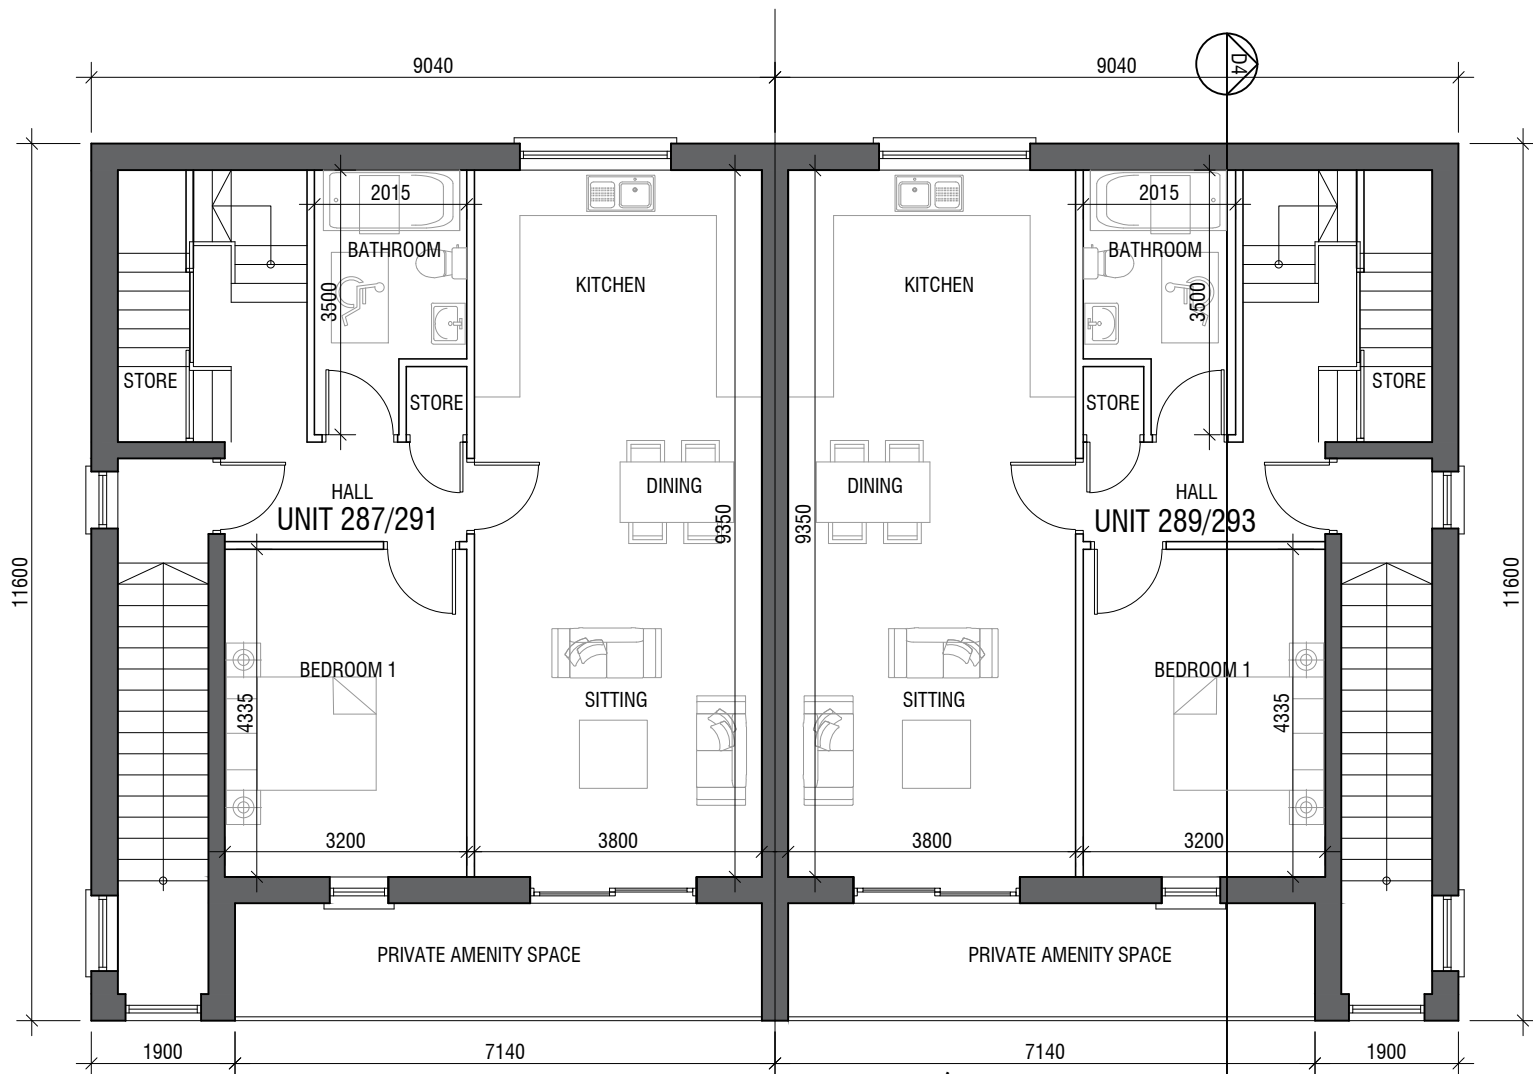 9040
9040
D4
2015
2015
BATHROOM
BATHROOM
KITCHEN
KITCHEN
3500
3500
STORE
STORE
STORE
STORE
HALL
UNIT 287/291
DINING
9350
DINING
9350
HALL
UNIT 289/293
11600
11600
BEDROOM 1
4335
SITTING
SITTING
BEDROOM 1
4335
3200
3800
3800
3200
PRIVATE AMENITY SPACE
PRIVATE AMENITY SPACE
1900
7140
7140
1900